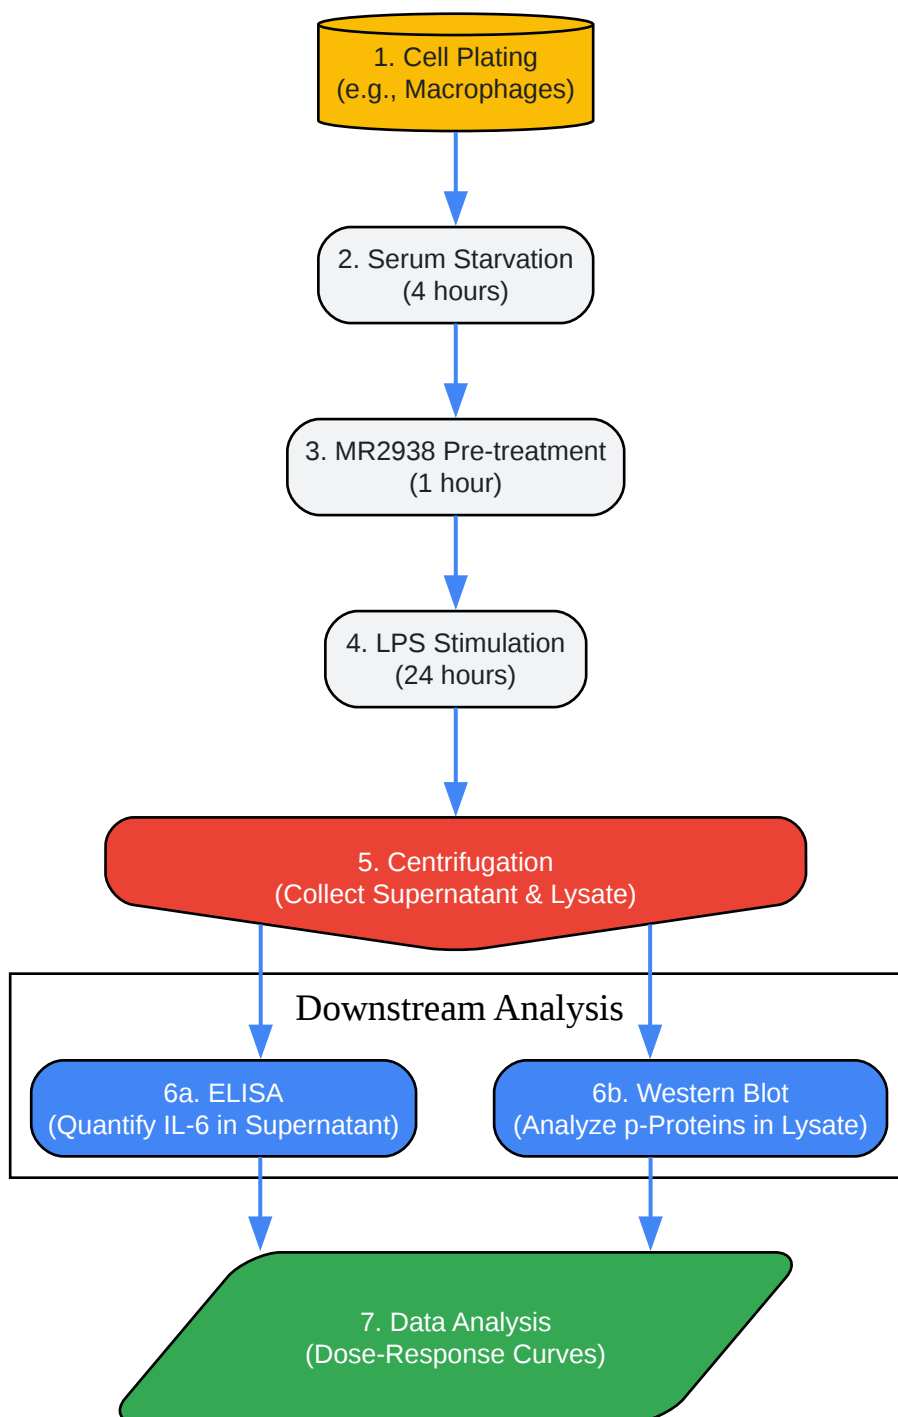 1. Cell Plating
(e.g., Macrophages)
2. Serum Starvation
(4 hours)
3. MR2938 Pre-treatment
(1 hour)
4. LPS Stimulation
(24 hours)
5. Centrifugation
(Collect Supernatant & Lysate)
Downstream Analysis
6a. ELISA
(Quantify IL-6 in Supernatant)
6b. Western Blot
(Analyze p-Proteins in Lysate)
7. Data Analysis
(Dose-Response Curves)